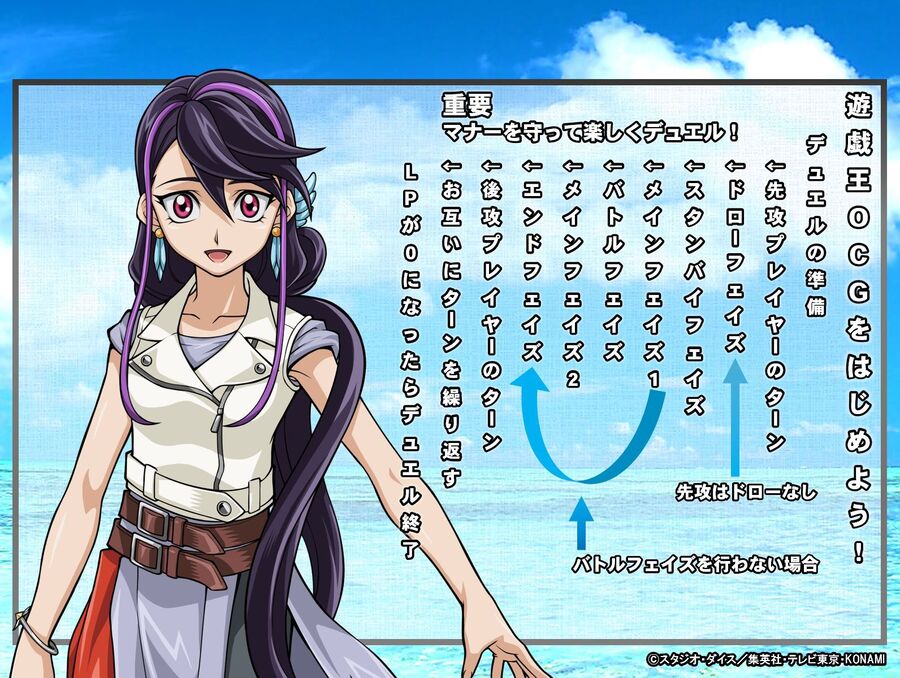 遊戯王OCGをはじめよう！
デュエルの準備
↓先攻プレイヤーのターン
↓ドローフェイズ
先攻はドローなし
↓スタンバイフェイズ
↓メインフェイズ1
↓バトルフェイズ
↓メインフェイズ2
↓エンドフェイズ
バトルフェイズを行わない場合
↓後攻プレイヤーのターン
↓お互いにターンを繰り返す
LPが0になったらデュエル終了
重要
マナーを守って楽しくデュエル！
©スタジオ・ダイス／集英社・テレビ東京・KONAMI